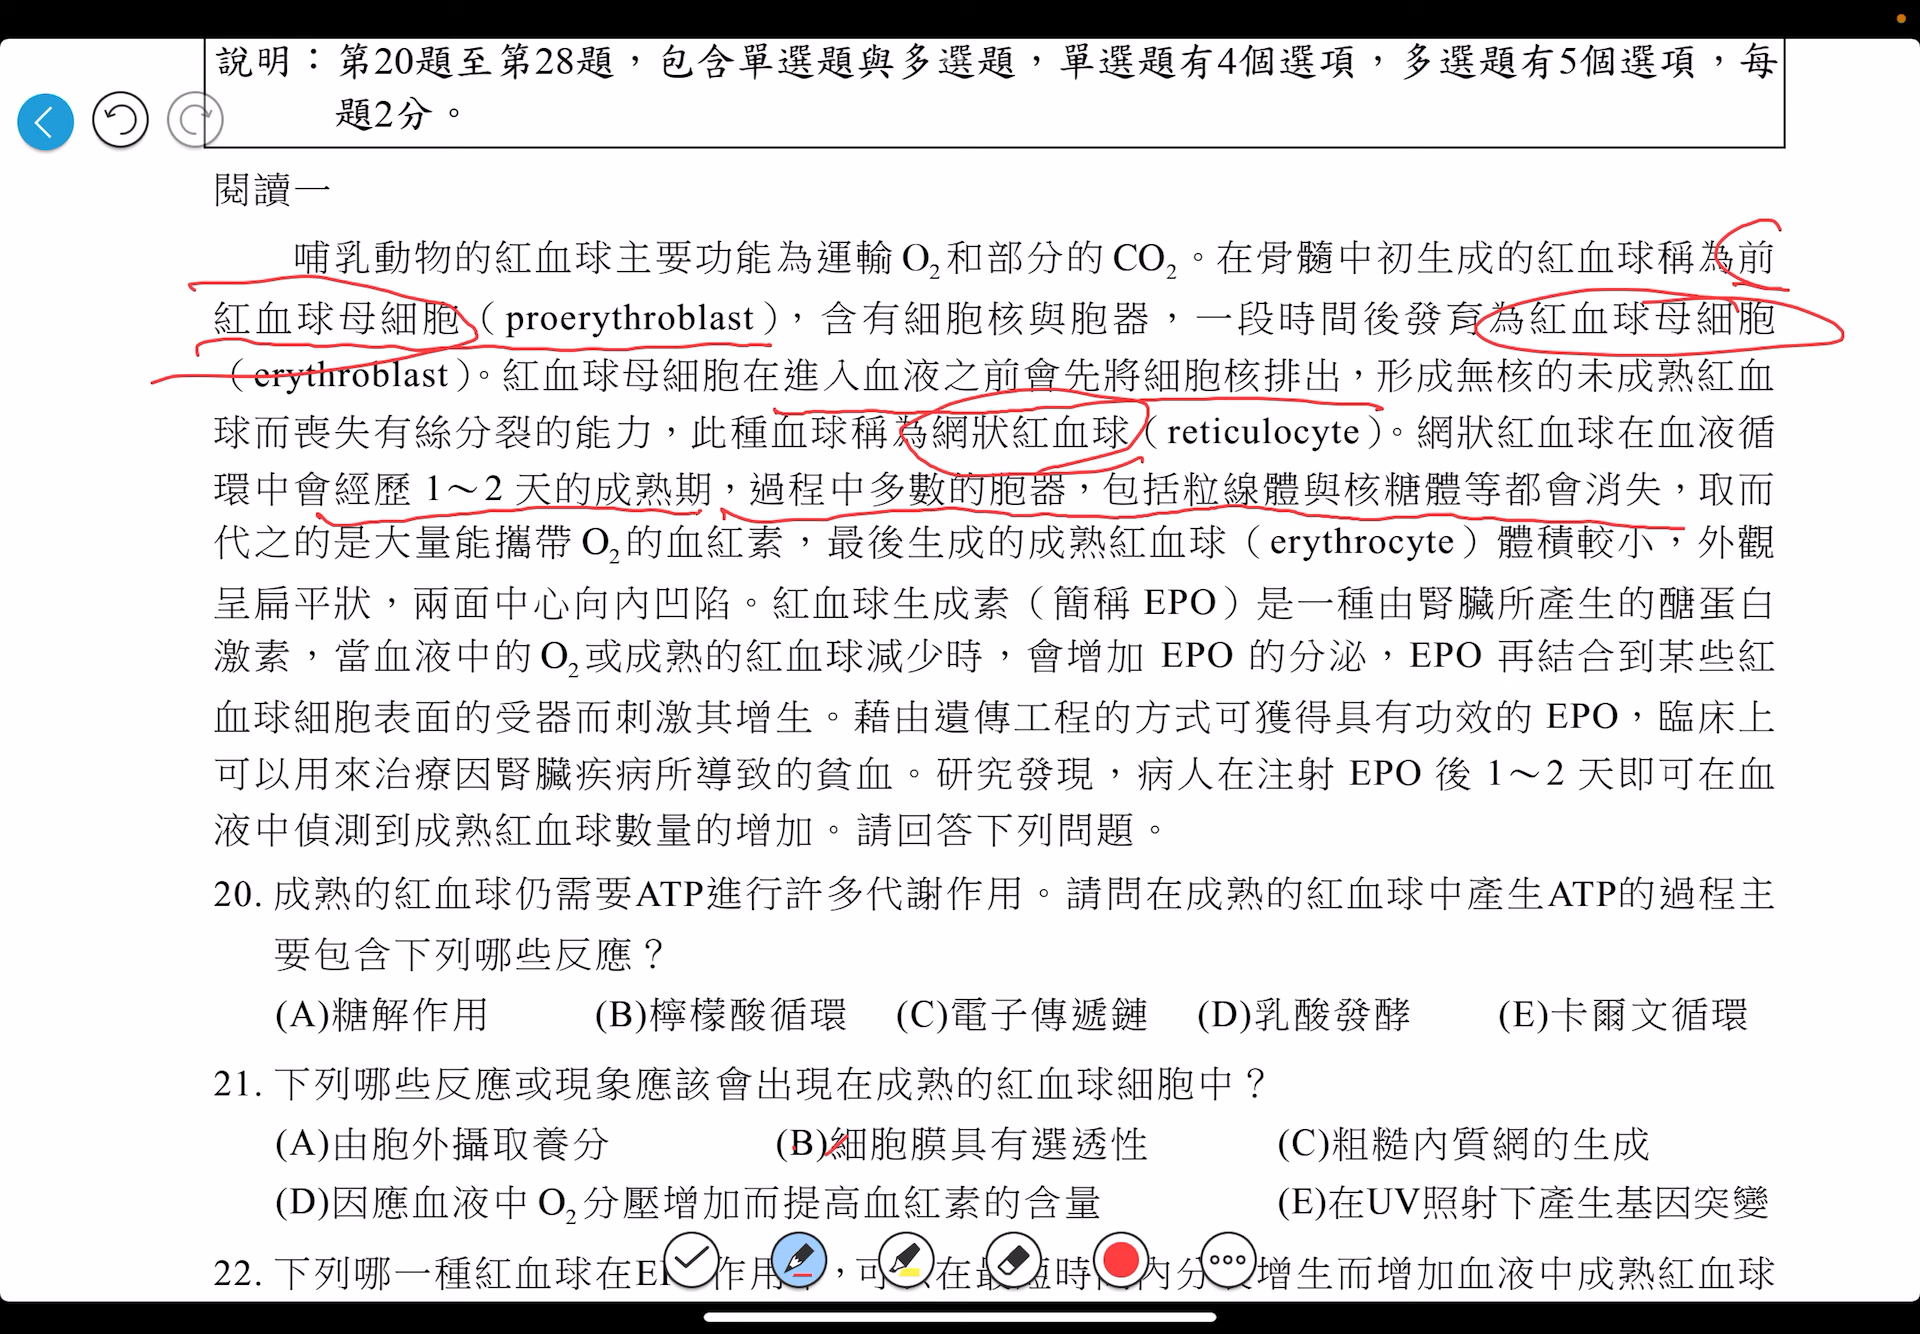 說明：第20題至第28題，包含單選題與多選題，單選題有4個選項，多選題有5個選項，每
題2分。
閱讀一
哺乳動物的紅血球主要功能為運輸 O₂和部分的 CO₂。在骨髓中初生成的紅血球稱為前
紅血球母細胞（proerythroblast），含有細胞核與胞器，一段時間後發育為紅血球母細胞
（erythroblast）。紅血球母細胞在進入血液之前會先將細胞核排出，形成無核的未成熟紅血
球而喪失有絲分裂的能力，此種血球稱為網狀紅血球（reticulocyte）。網狀紅血球在血液循
環中會經歷 1～2 天的成熟期，過程中多數的胞器，包括粒線體與核糖體等都會消失，取而
代之的是大量能攜帶 O₂的血紅素，最後生成的成熟紅血球（erythrocyte）體積較小，外觀
呈扁平狀，兩面中心向內凹陷。紅血球生成素（簡稱 EPO）是一種由腎臟所產生的醣蛋白
激素，當血液中的 O₂或成熟的紅血球減少時，會增加 EPO 的分泌，EPO 再結合到某些紅
血球細胞表面的受器而刺激其增生。藉由遺傳工程的方式可獲得具有功效的 EPO，臨床上
可以用來治療因腎臟疾病所導致的貧血。研究發現，病人在注射 EPO 後 1～2 天即可在血
液中偵測到成熟紅血球數量的增加。請回答下列問題。
20. 成熟的紅血球仍需要ATP進行許多代謝作用。請問在成熟的紅血球中產生ATP的過程主
要包含下列哪些反應？
(A)糖解作用 (B)檸檬酸循環 (C)電子傳遞鏈 (D)乳酸發酵 (E)卡爾文循環
21. 下列哪些反應或現象應該會出現在成熟的紅血球細胞中？
(A)由胞外攝取養分 (B)細胞膜具有選透性 (C)粗糙內質網的生成
(D)因應血液中 O₂分壓增加而提高血紅素的含量 (E)在UV照射下產生基因突變
22. 下列哪一種紅血球在E 作用 ，可 在 時 內分 增生而增加血液中成熟紅血球